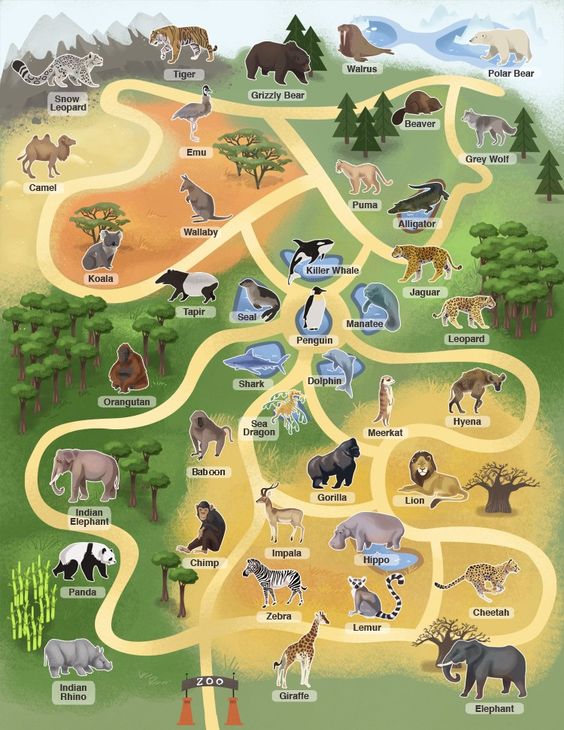 Snow
Leopard
Tiger
Grizzly Bear
Walrus
Polar Bear
Emu
Beaver
Grey Wolf
Camel
Puma
Wallaby
Alligator
Koala
Killer Whale
Jaguar
Tapir
Seal
Penguin
Manatee
Leopard
Orangutan
Shark
Dolphin
Sea
Dragon
Meerkat
Hyena
Baboon
Gorilla
Lion
Indian
Elephant
Chimp
Impala
Hippo
Panda
Zebra
Lemur
Cheetah
Indian
Rhino
ZOO
Giraffe
Elephant